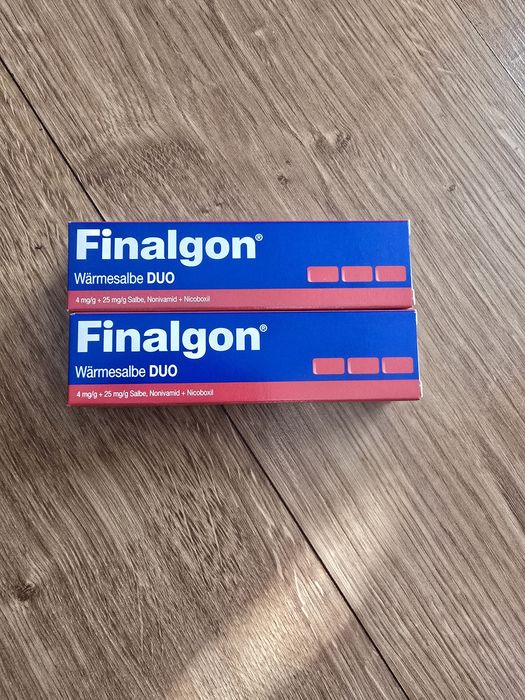 Finalgon®
Wärmesalbe DUO
4 mg/g + 25 mg/g Salbe, Nonivamid + Nicoboxil
Finalgon®
Wärmesalbe DUO
4 mg/g + 25 mg/g Salbe, Nonivamid + Nicoboxil